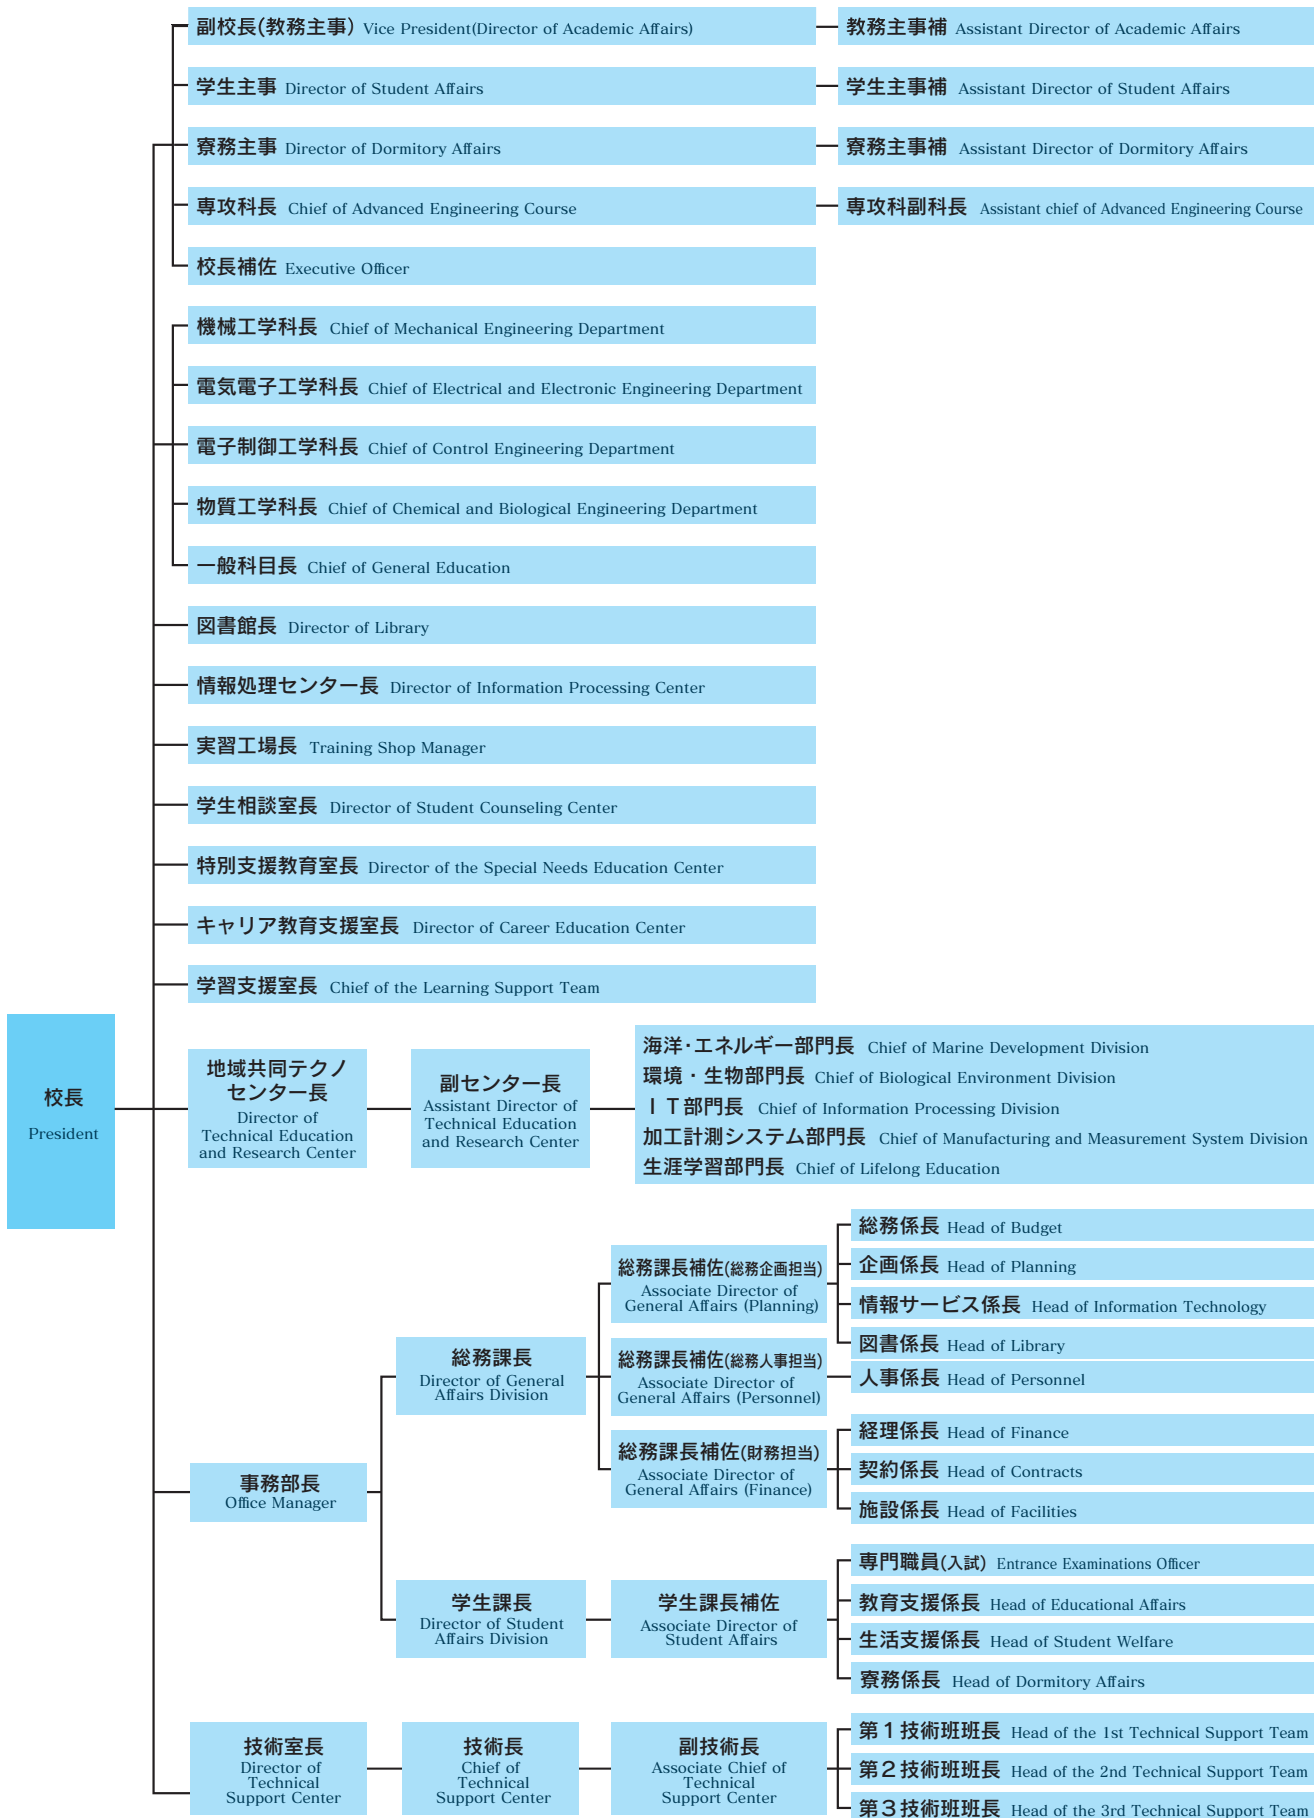 副校長(教務主事) Vice President(Director of Academic Affairs)
教務主事補 Assistant Director of Academic Affairs
学生主事 Director of Student Affairs
学生主事補 Assistant Director of Student Affairs
寮務主事 Director of Dormitory Affairs
寮務主事補 Assistant Director of Dormitory Affairs
専攻科長 Chief of Advanced Engineering Course
専攻科副科長 Assistant chief of Advanced Engineering Course
校長補佐 Executive Officer
機械工学科長 Chief of Mechanical Engineering Department
電気電子工学科長 Chief of Electrical and Electronic Engineering Department
電子制御工学科長 Chief of Control Engineering Department
物質工学科長 Chief of Chemical and Biological Engineering Department
一般科目長 Chief of General Education
図書館長 Director of Library
情報処理センター長 Director of Information Processing Center
実習工場長 Training Shop Manager
学生相談室長 Director of Student Counseling Center
特別支援教育室長 Director of the Special Needs Education Center
キャリア教育支援室長 Director of Career Education Center
学習支援室長 Chief of the Learning Support Team
校長
President
地域共同テクノ
センター長
Director of
Technical Education
and Research Center
副センター長
Assistant Director of
Technical Education
and Research Center
海洋・エネルギー部門長 Chief of Marine Development Division
環境・生物部門長 Chief of Biological Environment Division
ＩＴ部門長 Chief of Information Processing Division
加工計測システム部門長 Chief of Manufacturing and Measurement System Division
生涯学習部門長 Chief of Lifelong Education
事務部長
Office Manager
総務課長
Director of General
Affairs Division
総務課長補佐(総務企画担当)
Associate Director of
General Affairs (Planning)
総務係長 Head of Budget
企画係長 Head of Planning
情報サービス係長 Head of Information Technology
図書係長 Head of Library
総務課長補佐(総務人事担当)
Associate Director of
General Affairs (Personnel)
人事係長 Head of Personnel
総務課長補佐(財務担当)
Associate Director of
General Affairs (Finance)
経理係長 Head of Finance
契約係長 Head of Contracts
施設係長 Head of Facilities
学生課長
Director of Student
Affairs Division
学生課長補佐
Associate Director of
Student Affairs
専門職員(入試) Entrance Examinations Officer
教育支援係長 Head of Educational Affairs
生活支援係長 Head of Student Welfare
寮務係長 Head of Dormitory Affairs
技術室長
Director of
Technical
Support Center
技術長
Chief of
Technical
Support Center
副技術長
Associate Chief of
Technical
Support Center
第１技術班班長 Head of the 1st Technical Support Team
第２技術班班長 Head of the 2nd Technical Support Team
第３技術班班長 Head of the 3rd Technical Support Team